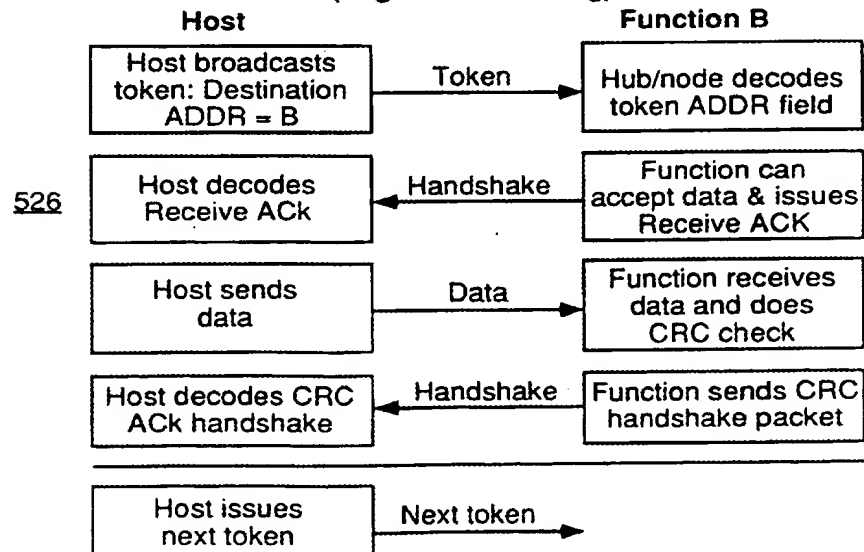 Host Function B
Host broadcasts
token: Destination
ADDR = B
Token
Hub/node decodes
token ADDR field
526
Host decodes
Receive ACk
Handshake
Function can
accept data & issues
Receive ACK
Host sends
data
Data
Function receives
data and does
CRC check
Host decodes CRC
ACk handshake
Handshake
Function sends CRC
handshake packet
Host issues
next token
Next token